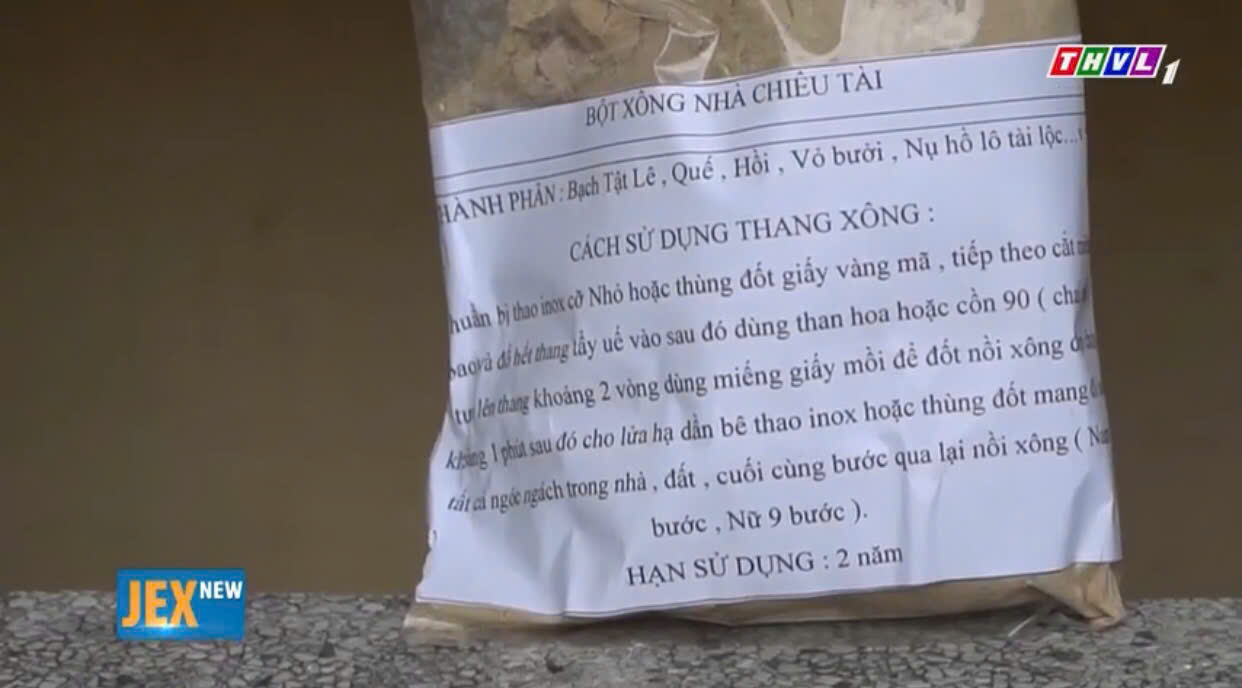 THVL 1
BỘT XÔNG NHÀ CHIÊU TÀI
HÀNH PHẦN : Bạch Tật Lê , Quế , Hồi , Vỏ bưởi , Nụ hồ lô tài lộc...
CÁCH SỬ DỤNG THANG XÔNG :
huẩn bị thao inox cỡ Nhỏ hoặc thùng đốt giấy vàng mã , tiếp theo cắt
bao và đổ hết thang tẩy uế vào sau đó dùng than hoa hoặc cồn 90 (
lên thang khoảng 2 vòng dùng miếng giấy mồi để đốt nồi xông
khoảng 1 phút sau đó cho lửa hạ dần bê thao inox hoặc thùng đốt mang
tất cả ngóc ngách trong nhà , đất , cuối cùng bước qua lại nồi xông (
bước , Nữ 9 bước ).
HẠN SỬ DỤNG : 2 năm
JEX NEW